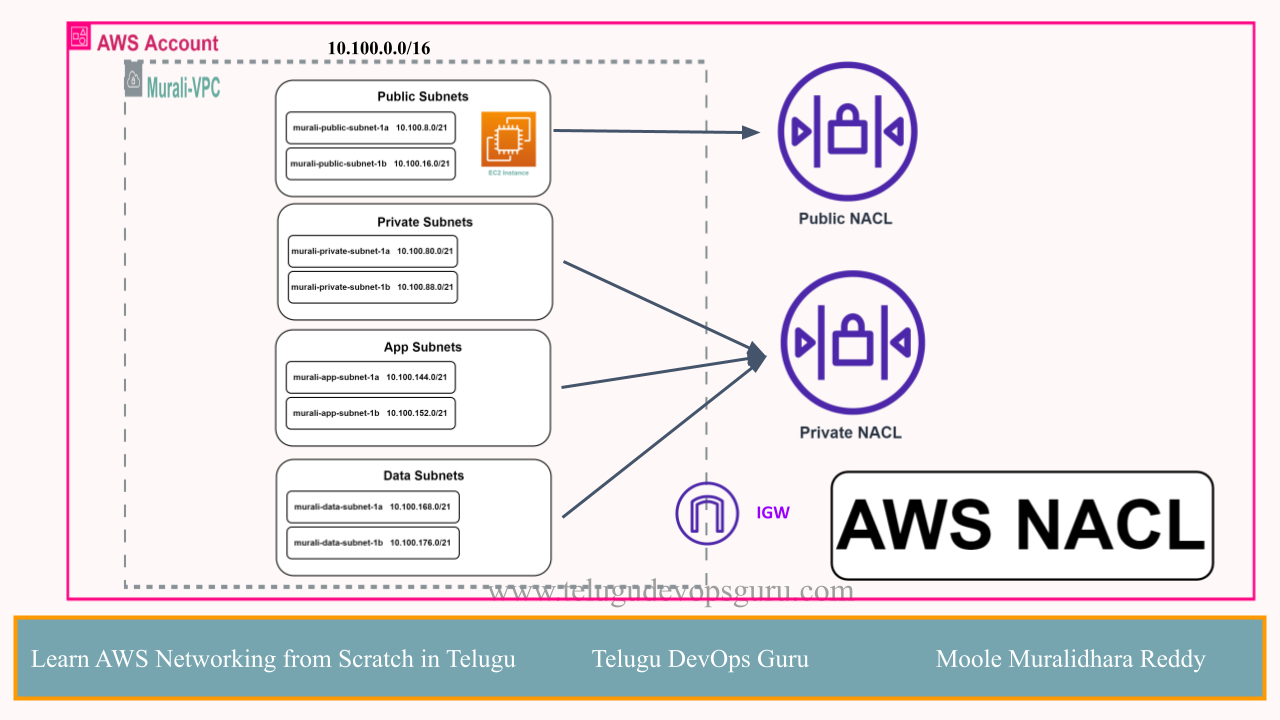 AWS Account
10.100.0.0/16
Murali-VPC
Public Subnets
murali-public-subnet-1a 10.100.8.0/21
murali-public-subnet-1b 10.100.16.0/21
EC2 Instance
Public NACL
Private Subnets
murali-private-subnet-1a 10.100.80.0/21
murali-private-subnet-1b 10.100.88.0/21
App Subnets
murali-app-subnet-1a 10.100.144.0/21
murali-app-subnet-1b 10.100.152.0/21
Private NACL
Data Subnets
murali-data-subnet-1a 10.100.168.0/21
murali-data-subnet-1b 10.100.176.0/21
IGW
AWS NACL
www.telugudevopsguru.com
Learn AWS Networking from Scratch in Telugu Telugu DevOps Guru Moole Muralidhara Reddy